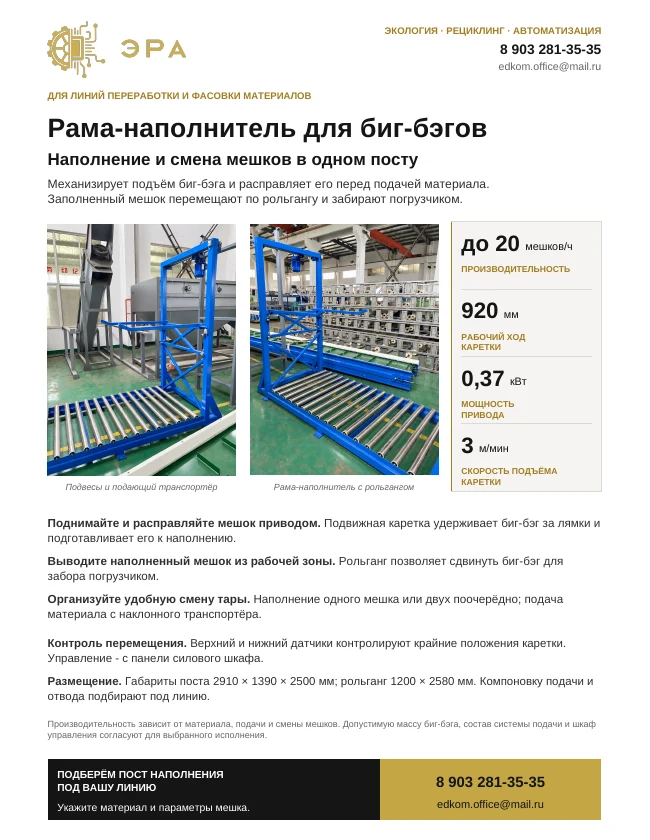 ЭРА
ЭКОЛОГИЯ · РЕЦИКЛИНГ · АВТОМАТИЗАЦИЯ
8 903 281-35-35
edkom.office@mail.ru
ДЛЯ ЛИНИЙ ПЕРЕРАБОТКИ И ФАСОВКИ МАТЕРИАЛОВ
Рама-наполнитель для биг-бэгов
Наполнение и смена мешков в одном посту
Механизирует подъём биг-бэга и расправляет его перед подачей материала.
Заполненный мешок перемещают по рольгангу и забирают погрузчиком.
Подвесы и подающий транспортёр
Рама-наполнитель с рольгангом
до 20 мешков/ч
ПРОИЗВОДИТЕЛЬНОСТЬ
920 мм
РАБОЧИЙ ХОД
КАРЕТКИ
0,37 кВт
МОЩНОСТЬ
ПРИВОДА
3 м/мин
СКОРОСТЬ ПОДЪЁМА
КАРЕТКИ
Поднимайте и расправляйте мешок приводом. Подвижная каретка удерживает биг-бэг за лямки и
подготавливает его к наполнению.
Выводите наполненный мешок из рабочей зоны. Рольганг позволяет сдвинуть биг-бэг для
забора погрузчиком.
Организуйте удобную смену тары. Наполнение одного мешка или двух поочерёдно; подача
материала с наклонного транспортёра.
Контроль перемещения. Верхний и нижний датчики контролируют крайние положения каретки.
Управление - с панели силового шкафа.
Размещение. Габариты поста 2910 × 1390 × 2500 мм; рольганг 1200 × 2580 мм. Компоновку подачи и
отвода подбирают под линию.
Производительность зависит от материала, подачи и смены мешков. Допустимую массу биг-бэга, состав системы подачи и шкаф
управления согласуют для выбранного исполнения.
ПОДБЕРЁМ ПОСТ НАПОЛНЕНИЯ
ПОД ВАШУ ЛИНИЮ
Укажите материал и параметры мешка.
8 903 281-35-35
edkom.office@mail.ru